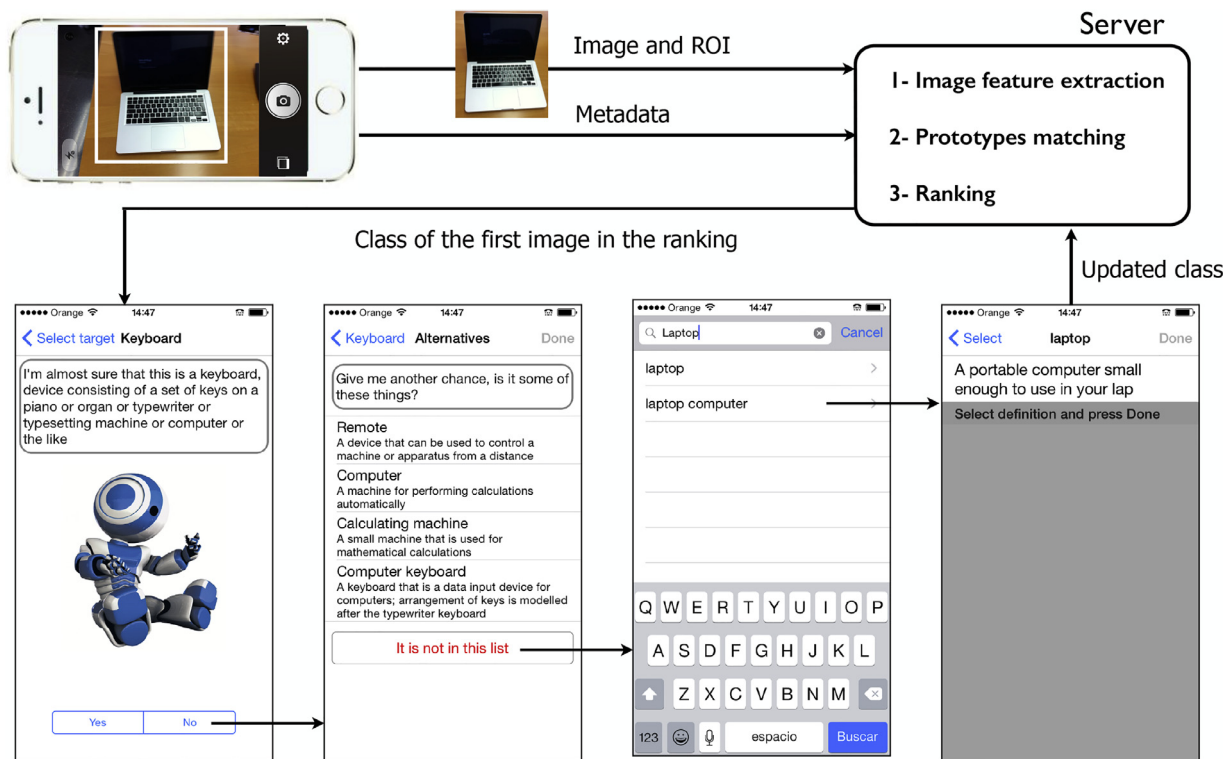 Server
Image and ROI
1- Image feature extraction
Metadata
2- Prototypes matching
3- Ranking
Class of the first image in the ranking
Updated class
Orange 14:47
Select target Keyboard
I'm almost sure that this is a keyboard,
device consisting of a set of keys on a
piano or organ or typewriter or
typesetting machine or computer or
the like
Yes No
Orange 14:47
Keyboard Alternatives Done
Give me another chance, is it some of
these things?
Remote
A device that can be used to control a
machine or apparatus from a distance
Computer
A machine for performing calculations
automatically
Calculating machine
A small machine that is used for
mathematical calculations
Computer keyboard
A keyboard that is a data input device for
computers; arrangement of keys is modelled
after the typewriter keyboard
It is not in this list
Orange 14:47
Laptop Cancel
laptop
laptop computer
Q W E R T Y U I O P
A S D F G H J K L
Z X C V B N M
123 espacio Buscar
Orange 14:47
Select laptop Done
A portable computer small
enough to use in your lap
Select definition and press Done